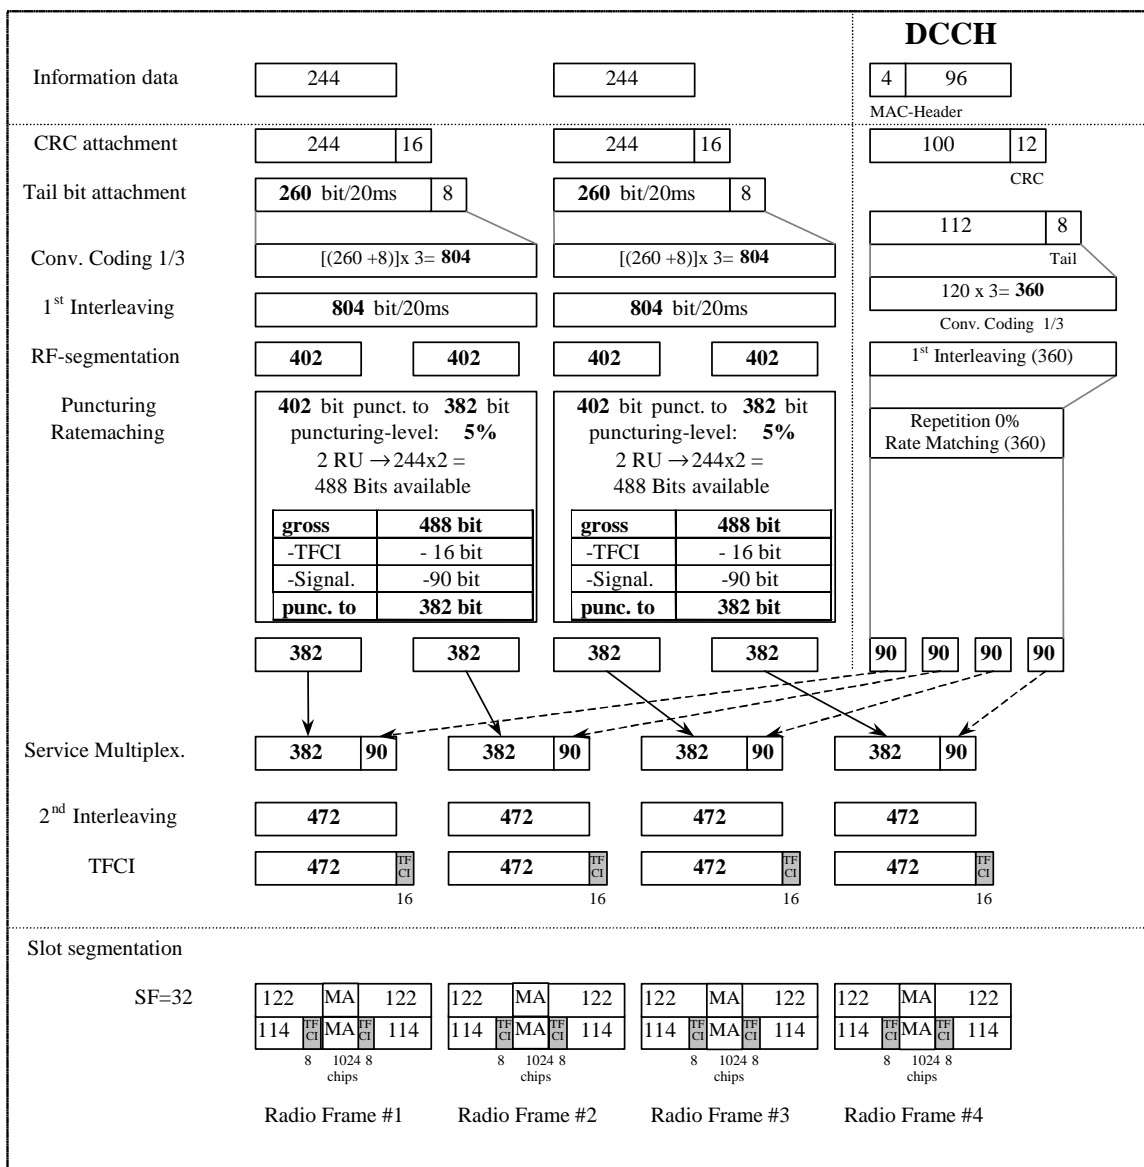 DCCH
Information data 244 244 4 96
MAC-Header
CRC attachment 244 16 244 16 100 12
CRC
Tail bit attachment 260 bit/20ms 8 260 bit/20ms 8
112 8
Tail
Conv. Coding 1/3 [(260 +8)]x 3= 804 [(260 +8)]x 3= 804
120 x 3= 360
Conv. Coding 1/3
1st Interleaving 804 bit/20ms 804 bit/20ms
RF-segmentation 402 402 402 402 1st Interleaving (360)
Puncturing
Ratemaching
402 bit punct. to 382 bit
puncturing-level: 5%
2 RU →244x2 =
488 Bits available
gross 488 bit
-TFCI - 16 bit
-Signal. -90 bit
punc. to 382 bit
402 bit punct. to 382 bit
puncturing-level: 5%
2 RU →244x2 =
488 Bits available
gross 488 bit
-TFCI - 16 bit
-Signal. -90 bit
punc. to 382 bit
Repetition 0%
Rate Matching (360)
382 382 382 382 90 90 90 90
Service Multiplex. 382 90 382 90 382 90 382 90
2nd Interleaving 472 472 472 472
TFCI 472 TF CI 472 TF CI 472 TF CI 472 TF CI
16 16 16 16
Slot segmentation
SF=32 122 MA 122 122 MA 122 122 MA 122 122 MA 122
114 TF CI MA TF CI 114 114 TF CI MA TF CI 114 114 TF CI MA TF CI 114 114 TF CI MA TF CI 114
8 1024 8 8 1024 8 8 1024 8 8 1024 8
chips chips chips chips
Radio Frame #1 Radio Frame #2 Radio Frame #3 Radio Frame #4